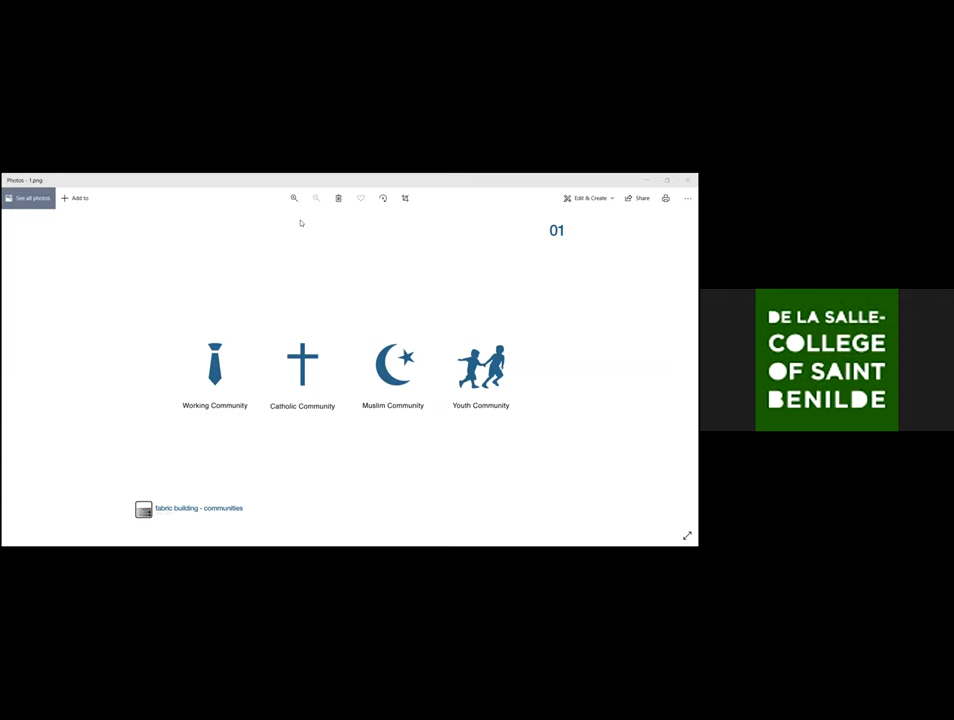 Photos - 1.png
See all photos
Add to
Edit & Create
Share
01
Working Community
Catholic Community
Muslim Community
Youth Community
fabric building - communities
DE LA SALLE-
COLLEGE
OF SAINT
BENILDE